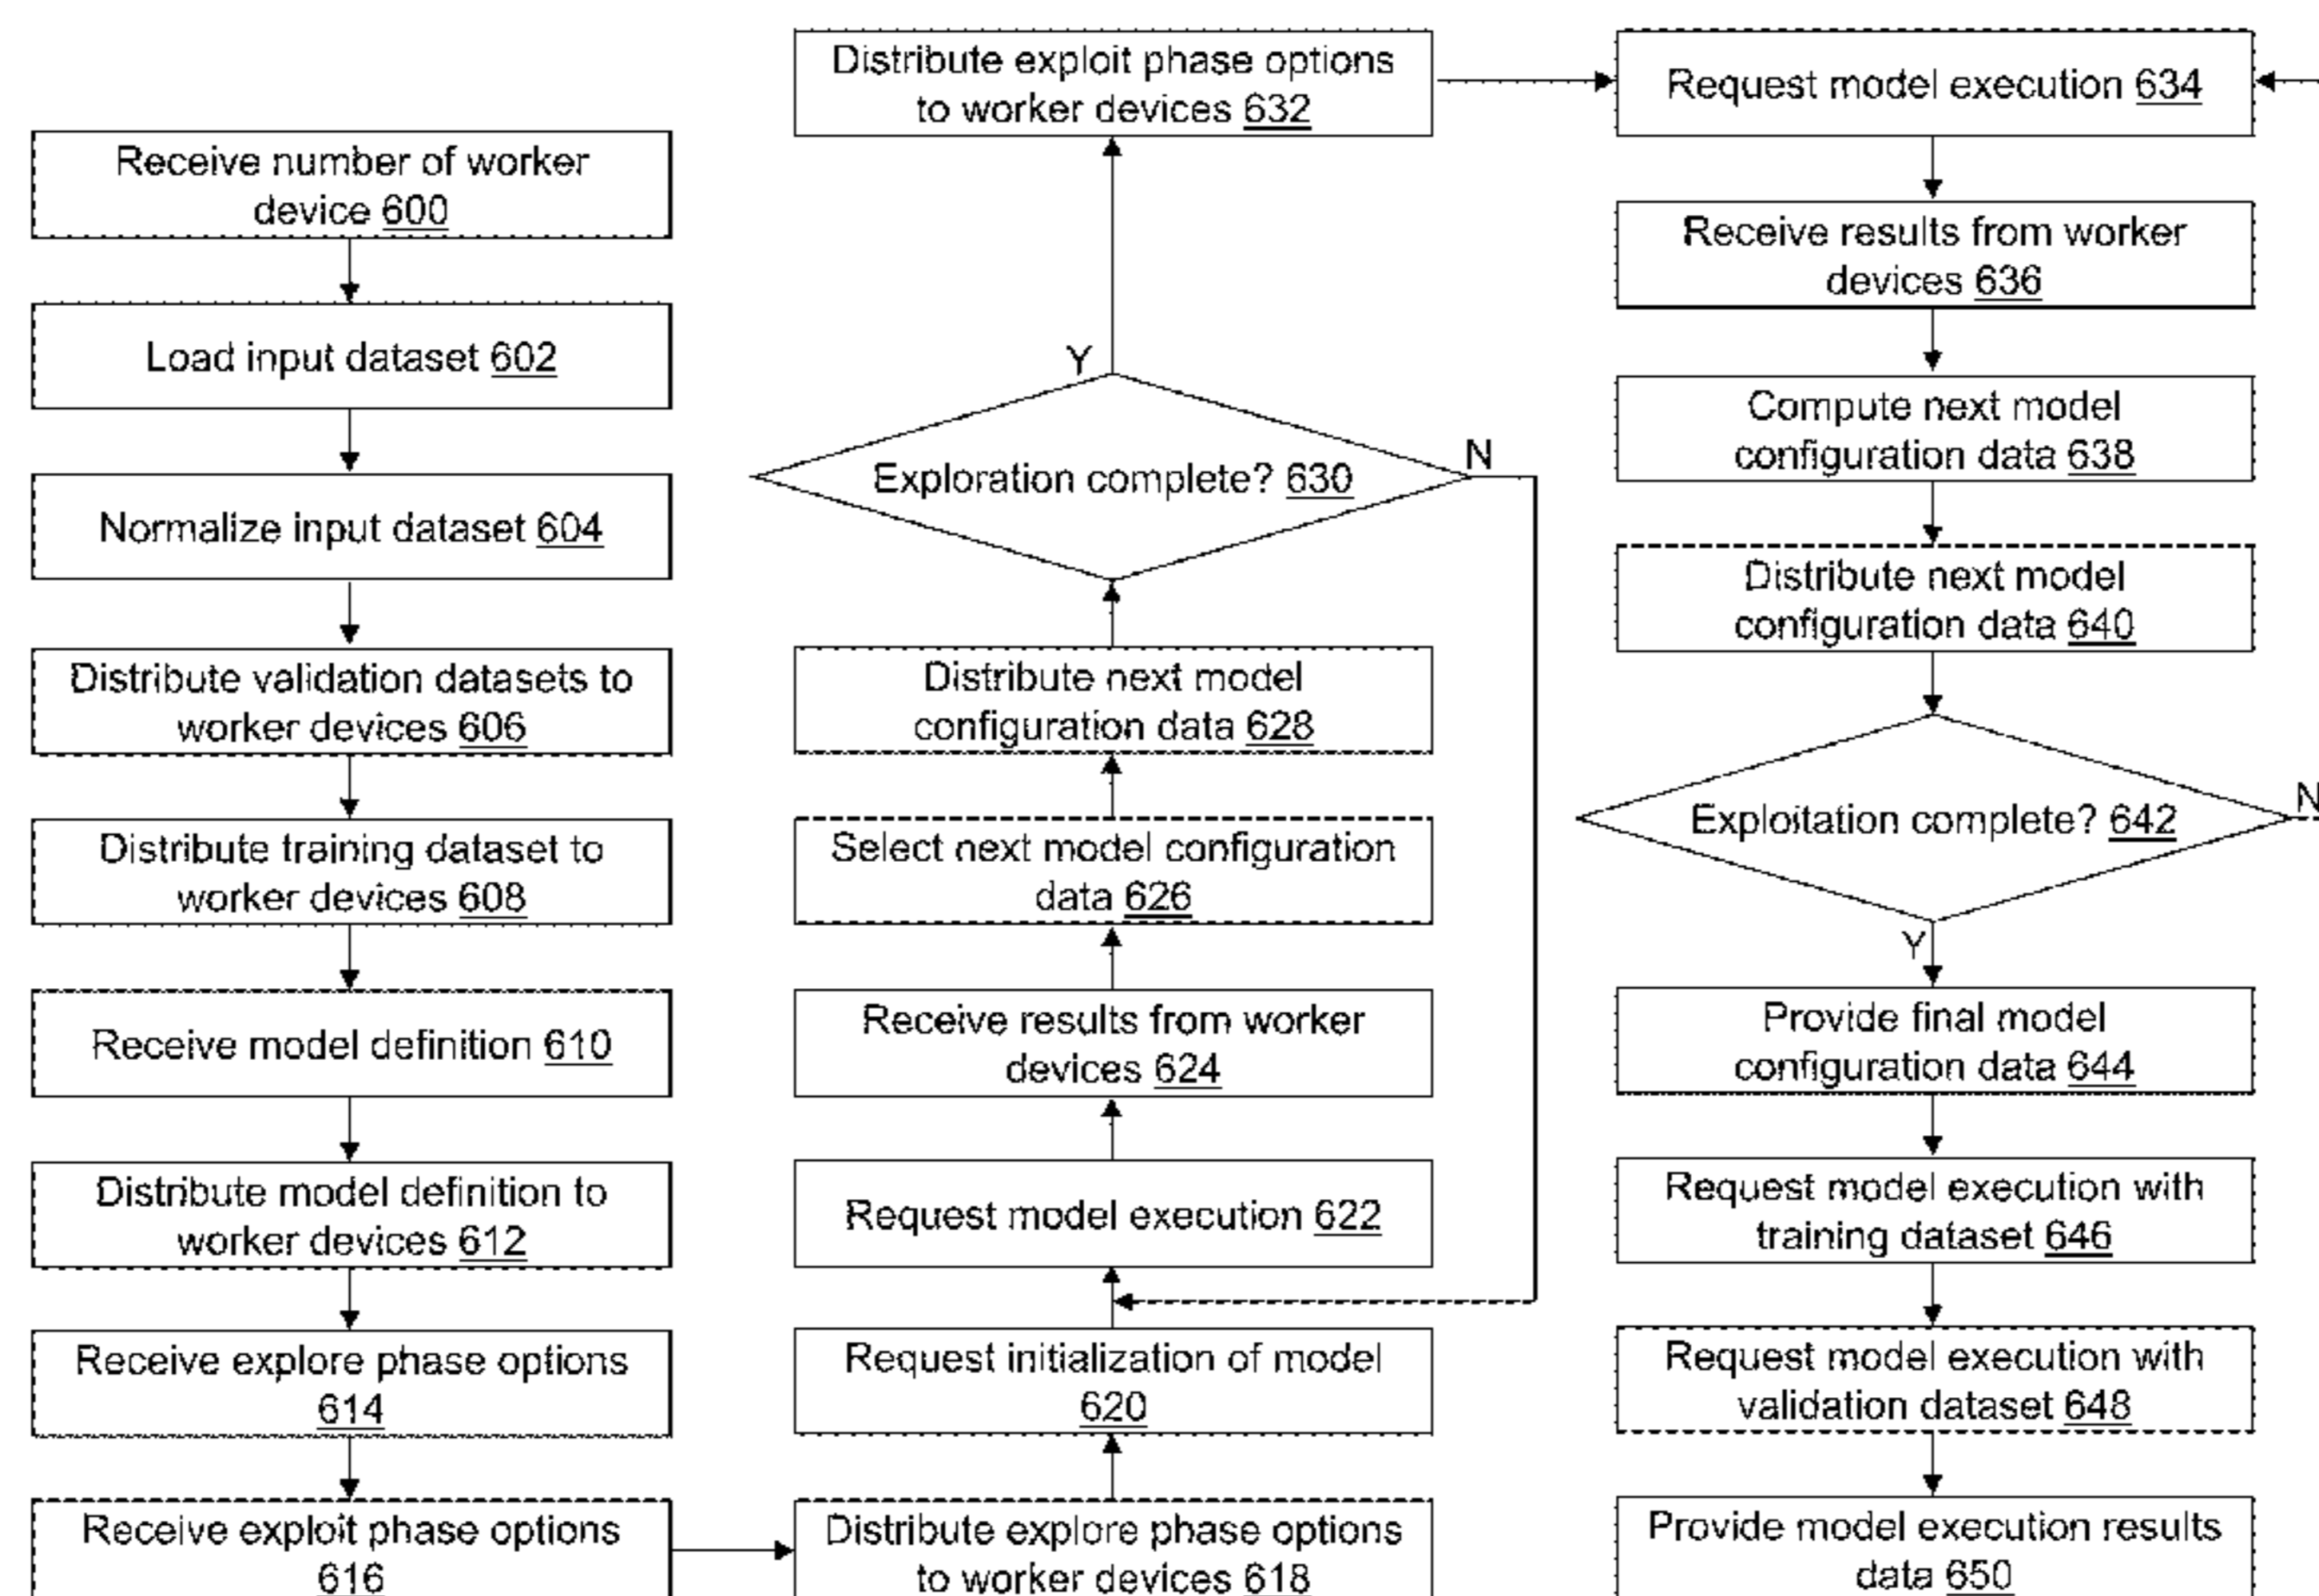 Receive number of worker
device 600
Load input dataset 602
Normalize input dataset 604
Distribute validation datasets to
worker devices 606
Distribute training dataset to
worker devices 608
Receive model definition 610
Distribute model definition to
worker devices 612
Receive explore phase options
614
Receive exploit phase options
616
Distribute explore phase options
to worker devices 618
Request initialization of model
620
Request model execution 622
Receive results from worker
devices 624
Select next model configuration
data 626
Distribute next model
configuration data 628
Exploration complete? 630
N
Y
Distribute exploit phase options
to worker devices 632
Request model execution 634
Receive results from worker
devices 636
Compute next model
configuration data 638
Distribute next model
configuration data 640
Exploitation complete? 642
N
Y
Provide final model
configuration data 644
Request model execution with
training dataset 646
Request model execution with
validation dataset 648
Provide model execution results
data 650